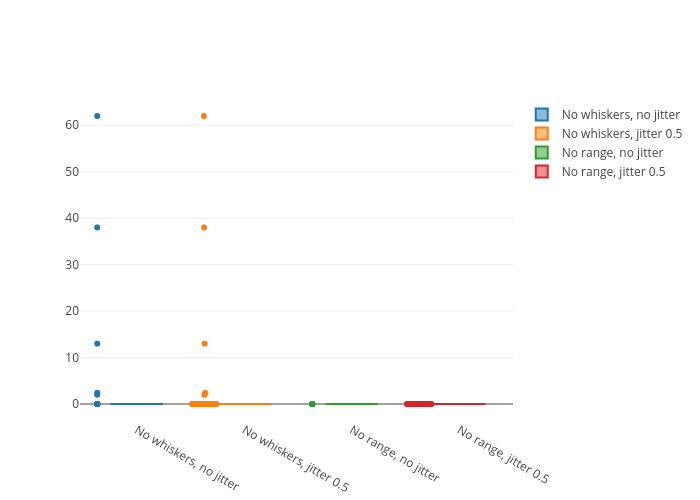 60
50
40
30
20
10
0
No whiskers, no jitter
No whiskers, jitter 0.5
No range, no jitter
No range, jitter 0.5
No whiskers, no jitter
No whiskers, jitter 0.5
No range, no jitter
No range, jitter 0.5